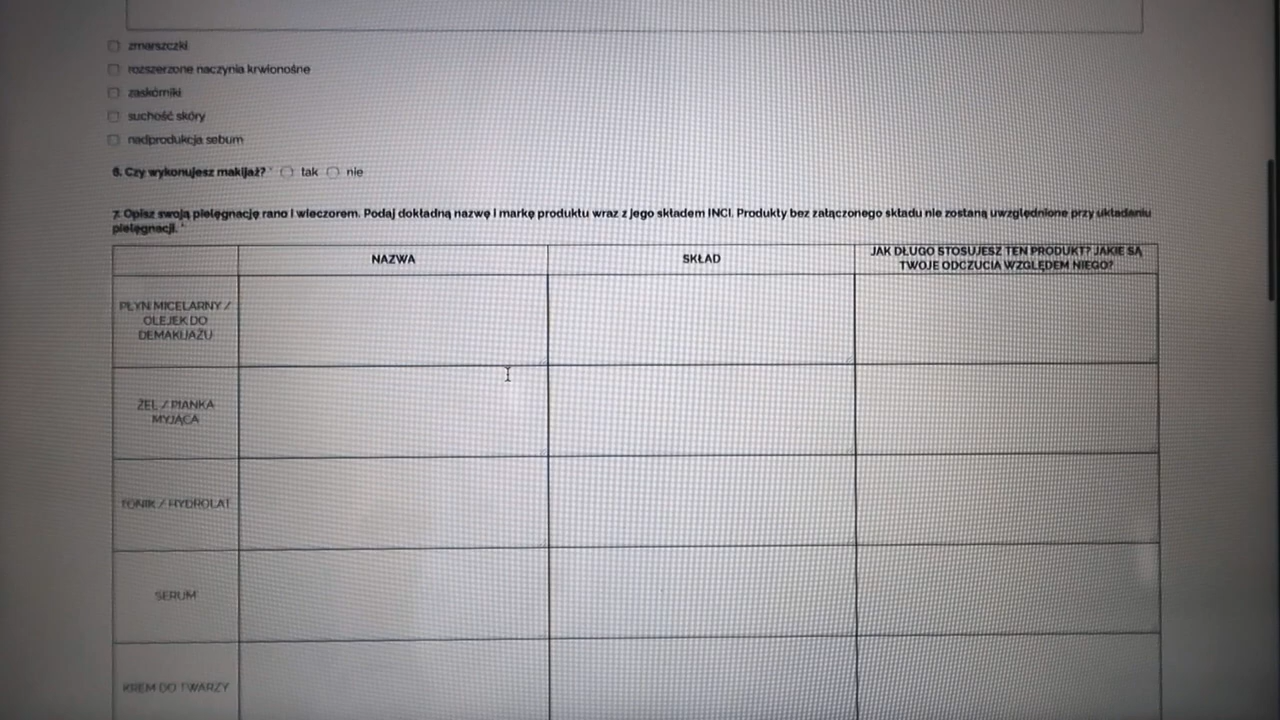 zmarszczki
rozszerzone naczynia krwionośne
zaskórniki
suchość skóry
nadprodukcja sebum
6. Czy wykonujesz makijaż? * tak nie
7. Opisz swoją pielęgnację rano i wieczorem. Podaj dokładną nazwę i markę produktu wraz z jego składem INCI. Produkty bez załączonego składu nie zostaną uwzględnione przy układaniu
pielęgnacji. *
NAZWA
SKŁAD
JAK DŁUGO STOSUJESZ TEN PRODUKT? JAKIE SĄ
TWOJE ODCZUCIA WZGLĘDEM NIEGO?
PŁYN MICELARNY /
OLEJEK DO
DEMAKIJAŻU
ŻEL / PIANKA
MYJĄCA
TONIK / HYDROLAT
SERUM
KREM DO TWARZY